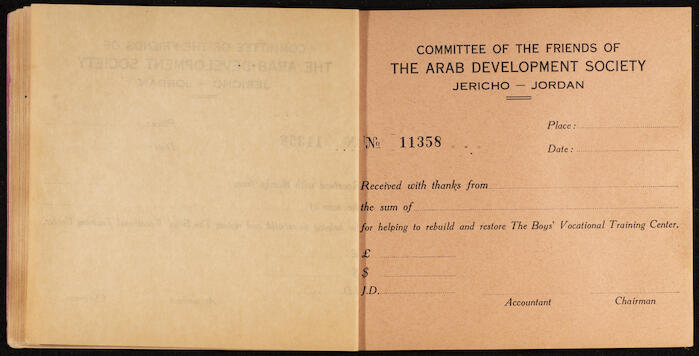 COMMITTEE OF THE FRIENDS OF
THE ARAB DEVELOPMENT SOCIETY
JERICHO — JORDAN
Place:
№ 11358
Date:
Received with thanks from
the sum of
for helping to rebuild and restore The Boys' Vocational Training Center.
£
$
J.D.
Accountant Chairman